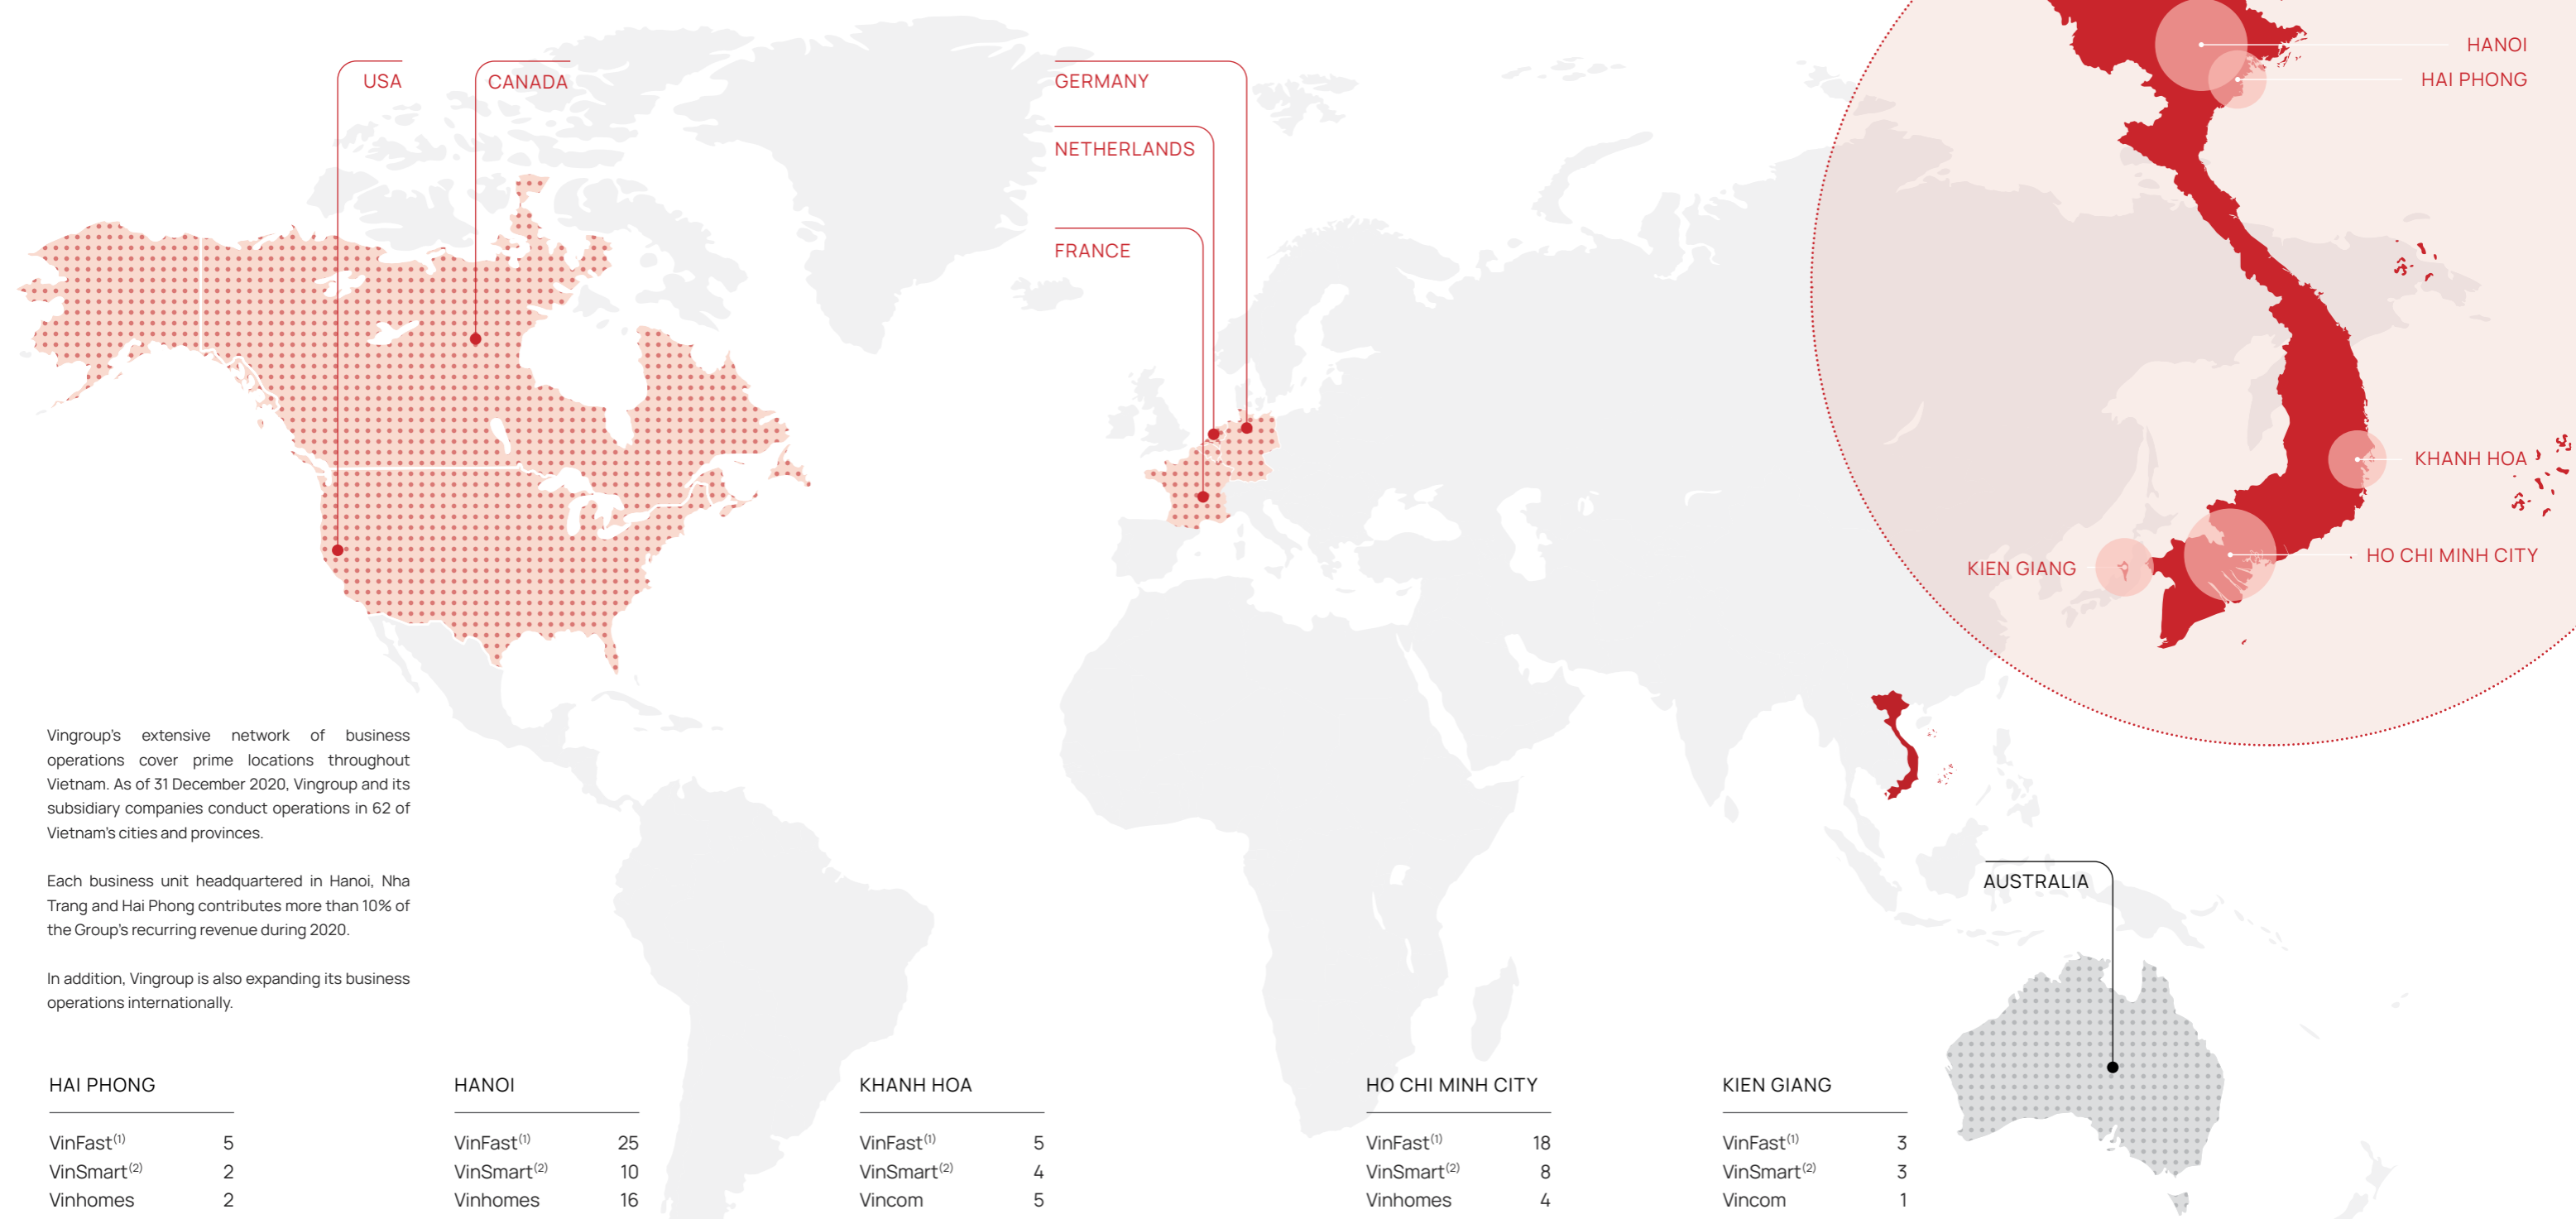 USA
CANADA
GERMANY
NETHERLANDS
FRANCE
HANOI
HAI PHONG
KHANH HOA
HO CHI MINH CITY
KIEN GIANG
Vingroup's extensive network of business
operations cover prime locations throughout
Vietnam. As of 31 December 2020, Vingroup and its
subsidiary companies conduct operations in 62 of
Vietnam's cities and provinces.
Each business unit headquartered in Hanoi, Nha
Trang and Hai Phong contributes more than 10% of
the Group's recurring revenue during 2020.
In addition, Vingroup is also expanding its business
operations internationally.
AUSTRALIA
HAI PHONG
VinFast(1) 5
VinSmart(2) 2
Vinhomes 2
HANOI
VinFast(1) 25
VinSmart(2) 10
Vinhomes 16
KHANH HOA
VinFast(1) 5
VinSmart(2) 4
Vincom 5
HO CHI MINH CITY
VinFast(1) 18
VinSmart(2) 8
Vinhomes 4
KIEN GIANG
VinFast(1) 3
VinSmart(2) 3
Vincom 1